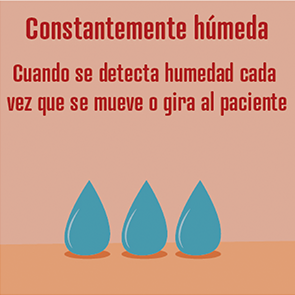 Constantemente húmeda
Cuando se detecta humedad cada
vez que se mueve o gira al paciente